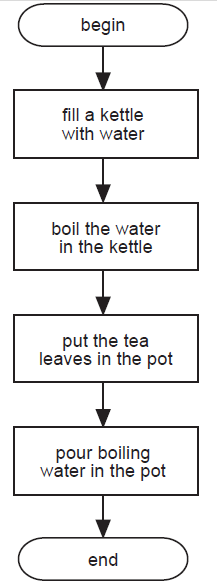 begin
fill a kettle
with water
boil the water
in the kettle
put the tea
leaves in the pot
pour boiling
water in the pot
end